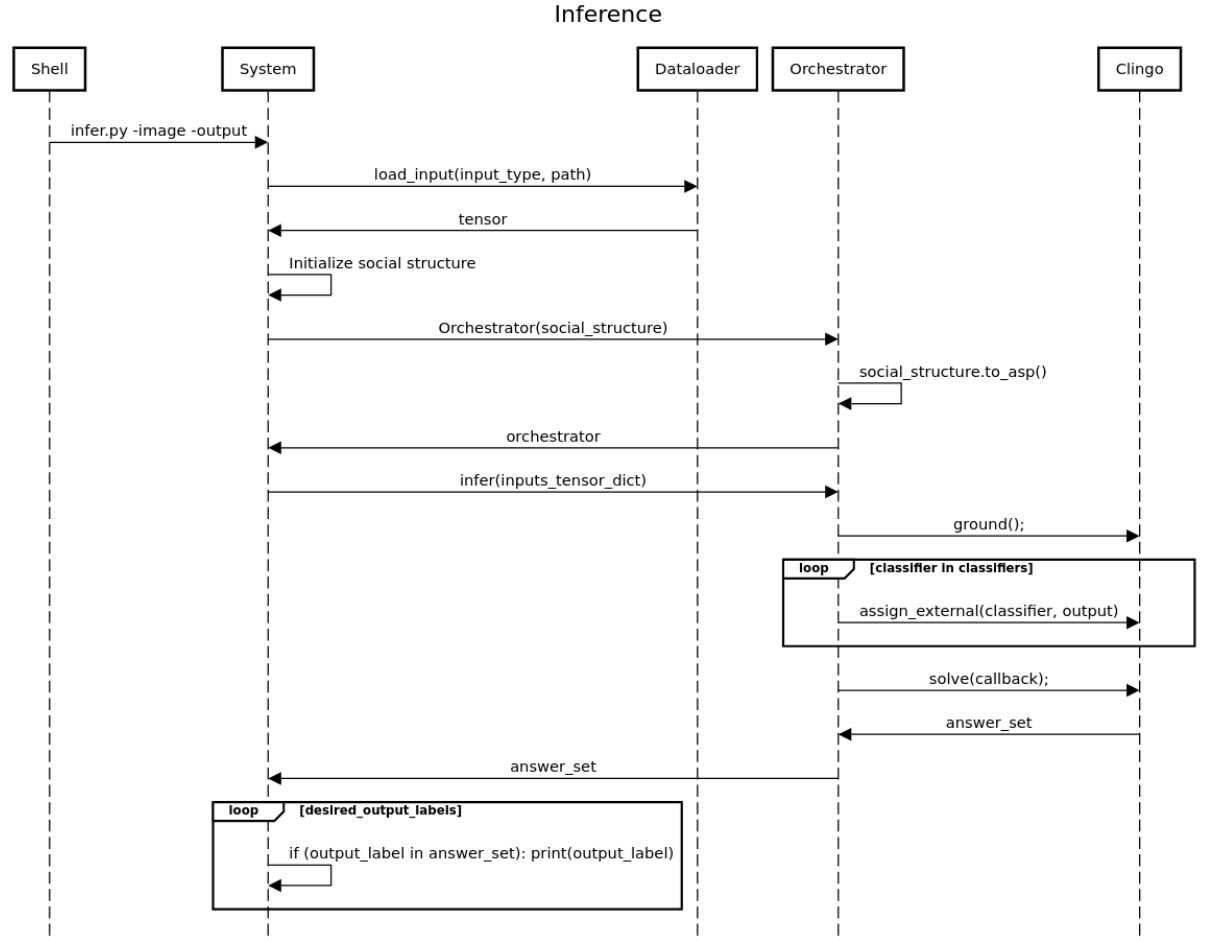 Inference
Shell
System
Dataloader
Orchestrator
Clingo
infer.py -image -output
load_input(input_type, path)
tensor
Initialize social structure
Orchestrator(social_structure)
social_structure.to_asp()
orchestrator
infer(inputs_tensor_dict)
ground();
loop [classifier in classifiers]
assign_external(classifier, output)
solve(callback);
answer_set
answer_set
loop [desired_output_labels]
if (output_label in answer_set): print(output_label)